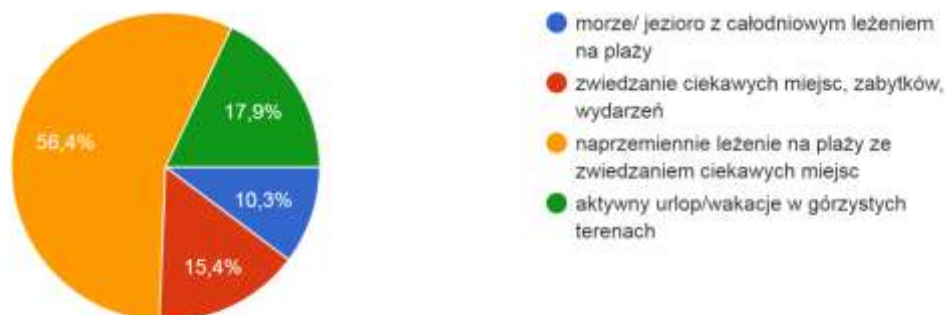 56,4%
17,9%
10,3%
15,4%
morze/ jezioro z całodniowym leżeniem
na plaży
zwiedzanie ciekawych miejsc, zabytków,
wydarzeń
naprzemiennie leżenie na plaży ze
zwiedzaniem ciekawych miejsc
aktywny urlop/wakacje w górzystych
terenach